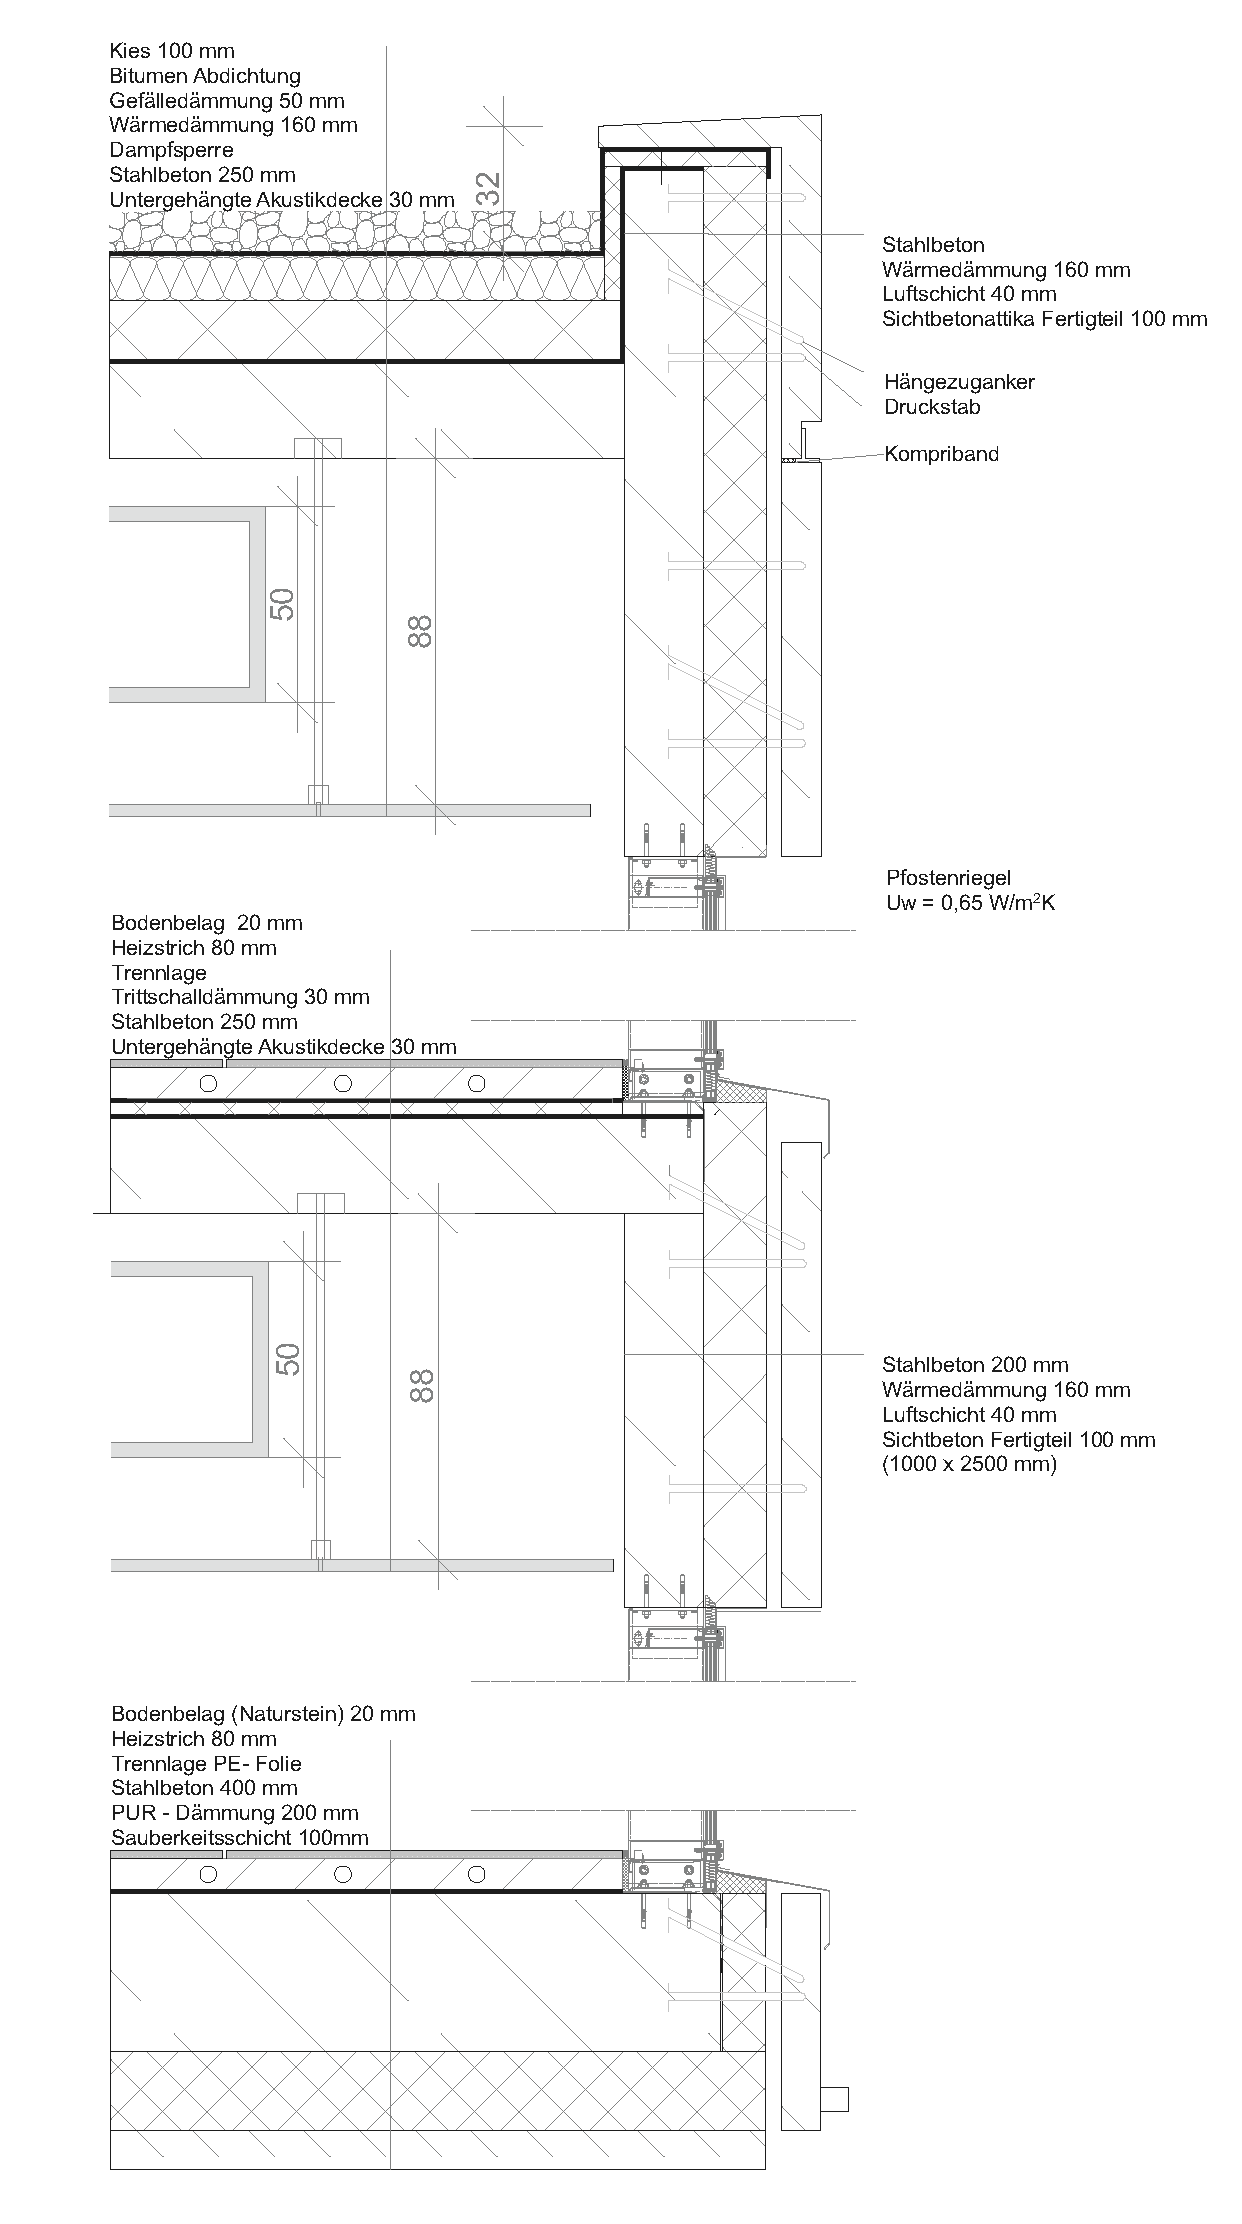 Kies 100 mm
Bitumen Abdichtung
Gefälledämmung 50 mm
Wärmedämmung 160 mm
Dampfsperre
Stahlbeton 250 mm
Untergehängte Akustikdecke 30 mm
32
Stahlbeton
Wärmedämmung 160 mm
Luftschicht 40 mm
Sichtbetonattika Fertigteil 100 mm
Hängezuganker
Druckstab
Kompriband
50
88
Pfostenriegel
Uw = 0,65 W/m²K
Bodenbelag  20 mm
Heizstrich 80 mm
Trennlage
Trittschalldämmung 30 mm
Stahlbeton 250 mm
Untergehängte Akustikdecke 30 mm
50
88
Stahlbeton 200 mm
Wärmedämmung 160 mm
Luftschicht 40 mm
Sichtbeton Fertigteil 100 mm
(1000 x 2500 mm)
Bodenbelag (Naturstein) 20 mm
Heizstrich 80 mm
Trennlage PE- Folie
Stahlbeton 400 mm
PUR - Dämmung 200 mm
Sauberkeitsschicht 100mm